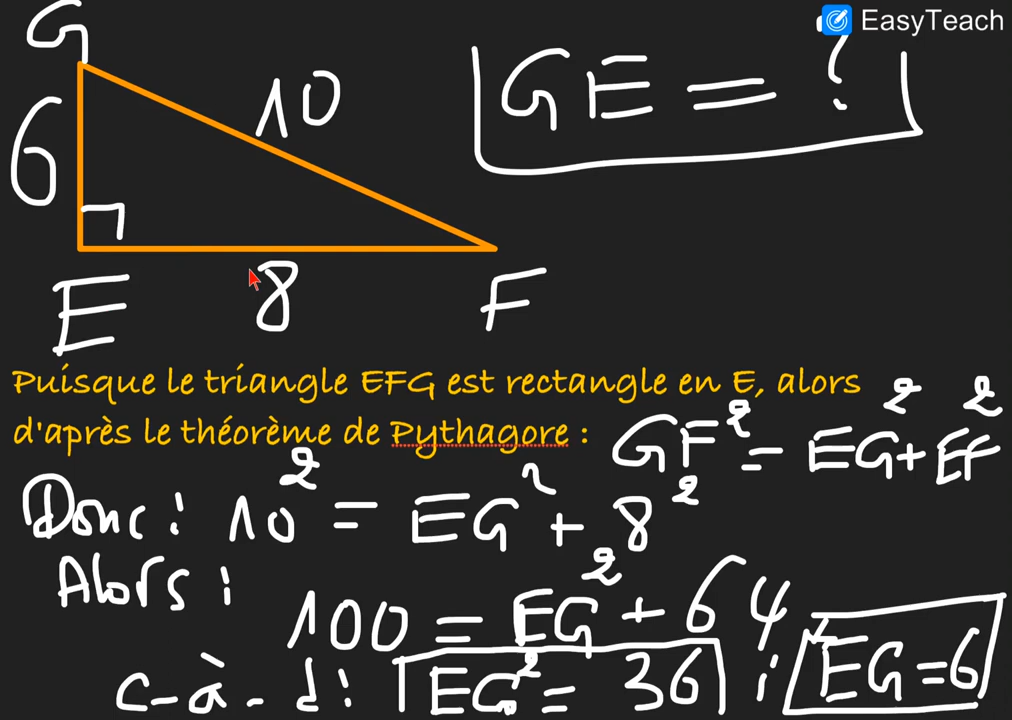 EasyTeach
G
10
GE = ?
6
E
8
F
Puisque le triangle EFG est rectangle en E, alors
d'après le théorème de Pythagore : GF² = EG² + EF²
Donc : 10² = EG² + 8²
Alors :
100 = EG² + 64
c-à-d : EG² = 36 ; EG = 6